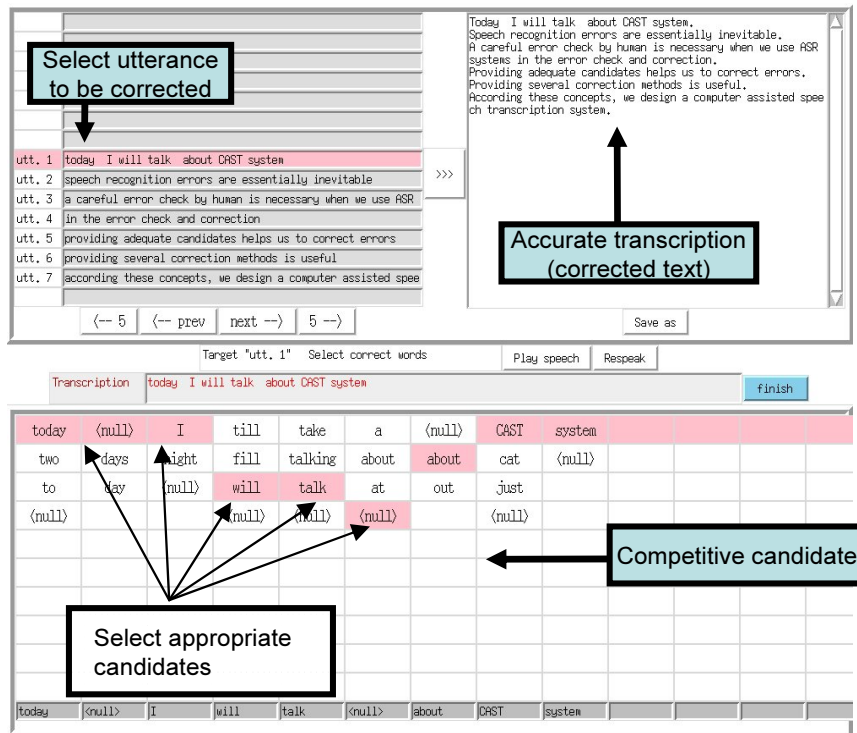 Select utterance
to be corrected
utt. 1 today I will talk about CAST system
utt. 2 speech recognition errors are essentially inevitable
utt. 3 a careful error check by human is necessary when we use ASR
utt. 4 in the error check and correction
utt. 5 providing adequate candidates helps us to correct errors
utt. 6 providing several correction methods is useful
utt. 7 according these concepts, we design a computer assisted spee
<-- 5 <-- prev next --> 5 -->
>>>
Today I will talk about CAST system.
Speech recognition errors are essentially inevitable.
A careful error check by human is necessary when we use ASR
systems in the error check and correction.
Providing adequate candidates helps us to correct errors.
Providing several correction methods is useful.
According these concepts, we design a computer assisted spee
ch transcription system.
Accurate transcription
(corrected text)
Save as
Target "utt. 1" Select correct words Play speech Respeak
Transcription today I will talk about CAST system finish
today <null> I till take a <null> CAST system
two days might fill talking about about cat <null>
to day <null> will talk at out just
<null> <null> <null> <null> <null>
Competitive candidate
Select appropriate
candidates
today <null> I will talk <null> about CAST system